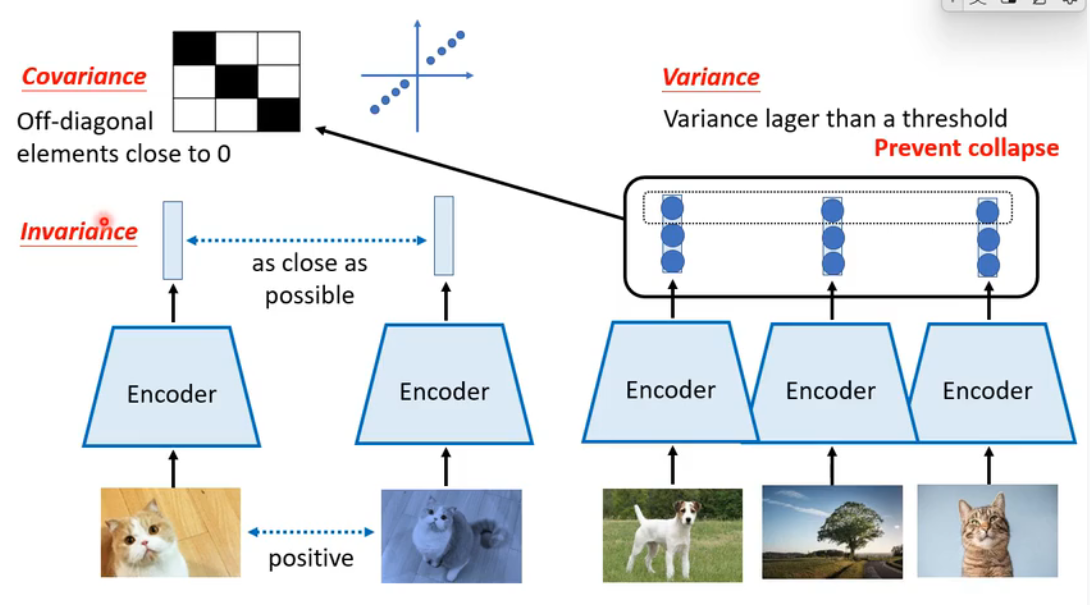 Covariance
Off-diagonal
elements close to 0
Variance
Variance lager than a threshold
Prevent collapse
Invariance
as close as
possible
Encoder
Encoder
Encoder
Encoder
Encoder
positive